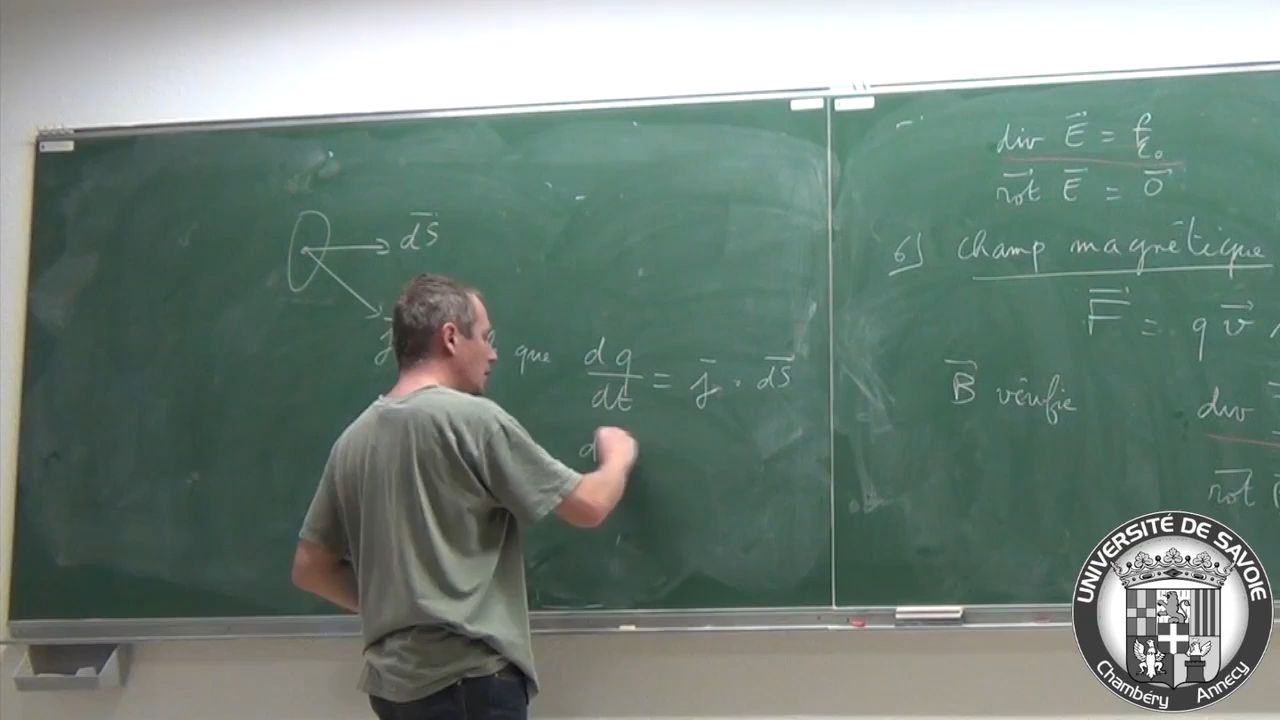 dS
j
que dq/dt = j . dS
d
div E = ρ/ε₀
rot E = 0
6) champ magnétique
F = q v ∧
B vérifie
div
rot
UNIVERSITÉ DE SAVOIE
Chambéry Annecy